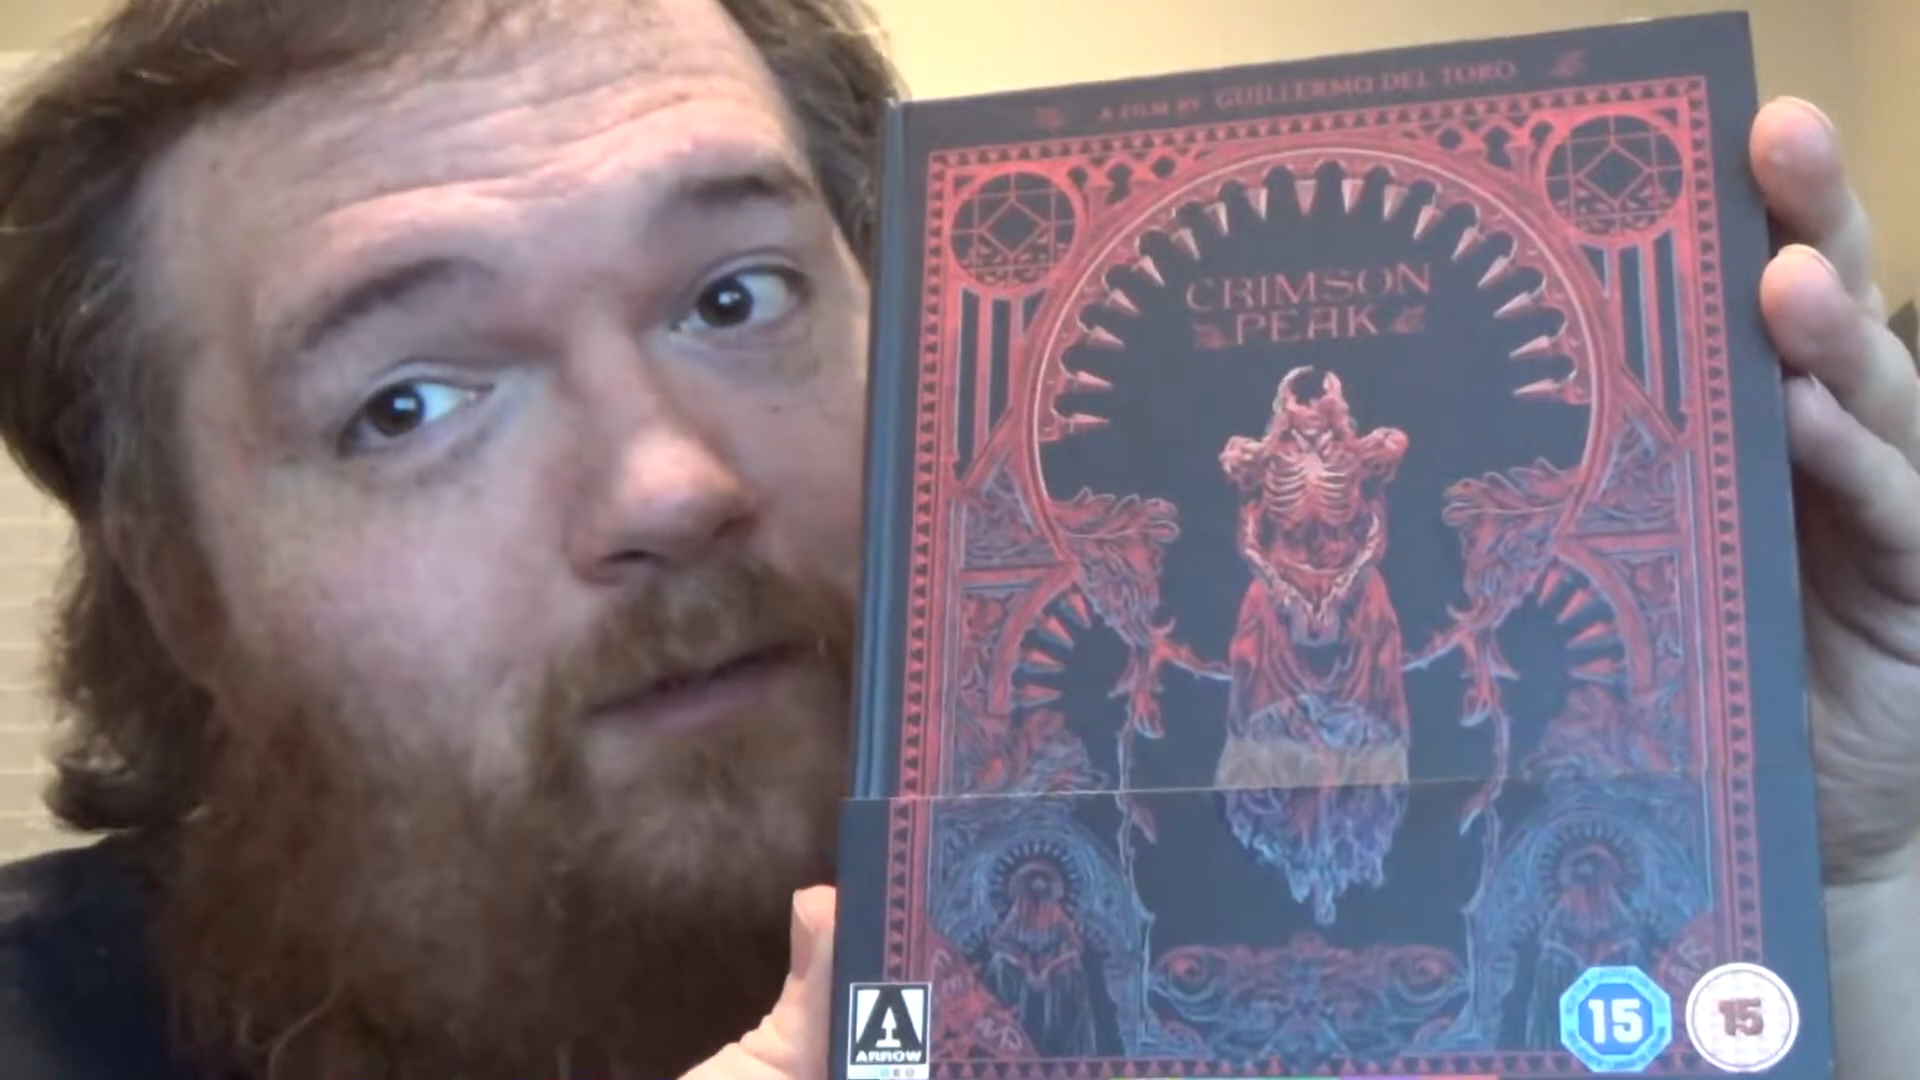 A FILM BY GUILLERMO DEL TORO
CRIMSON
PEAK
A
ARROW
15
15